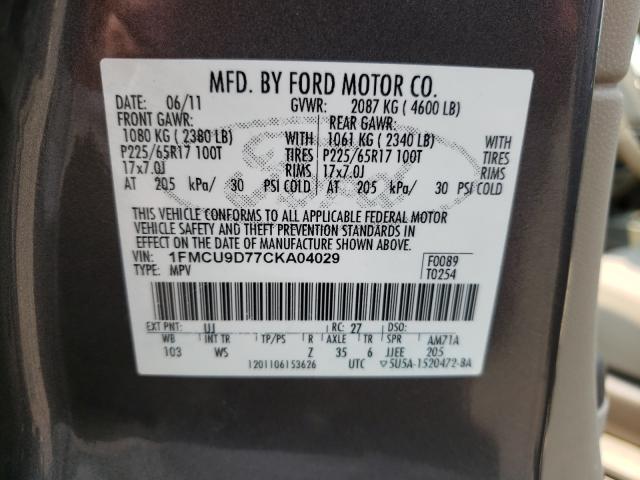 MFD. BY FORD MOTOR CO.
DATE: 06/11 GVWR: 2087 KG ( 4600 LB)
FRONT GAWR: REAR GAWR:
1080 KG ( 2380 LB) WITH 1061 KG ( 2340 LB) WITH
P225/65R17 100T TIRES P225/65R17 100T TIRES
17x7.0J RIMS 17x7.0J RIMS
AT 205 kPa/ 30 PSI COLD AT 205 kPa/ 30 PSI COLD
Ford
THIS VEHICLE CONFORMS TO ALL APPLICABLE FEDERAL MOTOR
VEHICLE SAFETY AND THEFT PREVENTION STANDARDS IN
EFFECT ON THE DATE OF MANUFACTURE SHOWN ABOVE.
VIN: 1FMCU9D77CKA04029 F0089
TYPE: MPV T0254
EXT PNT: UJ RC: 27 DSO:
WB INT TR TP/PS R AXLE TR SPR AM71A
103 WS Z 35 6 JJEE 205
1201106153626 UTC ▽5U5A-1520472-BA